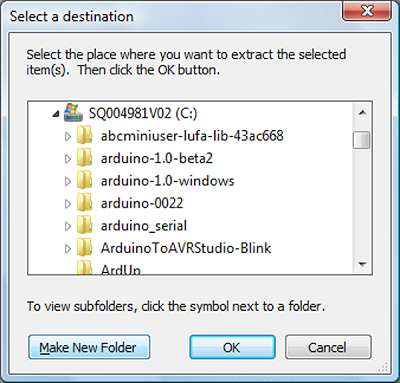 Select a destination
Select the place where you want to extract the selected
item(s). Then click the OK button.
SQ004981V02 (C:)
abcminiuser-lufa-lib-43ac668
arduino-1.0-beta2
arduino-1.0-windows
arduino-0022
arduino_serial
ArduinoToAVRStudio-Blink
ArdUp
To view subfolders, click the symbol next to a folder.
Make New Folder
OK
Cancel